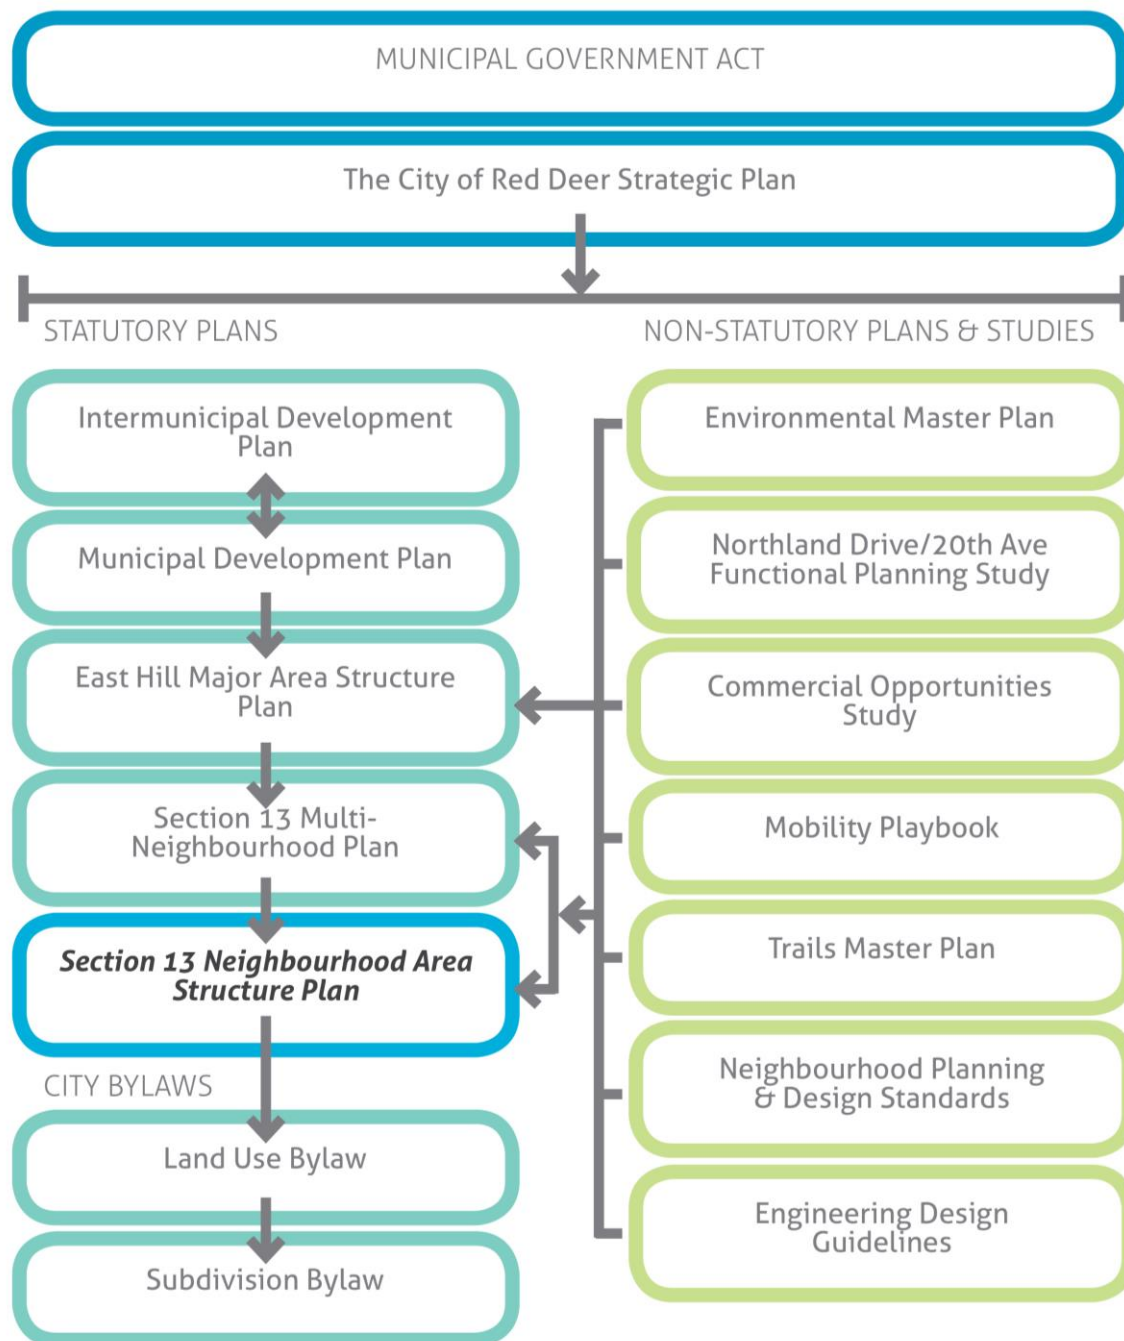 MUNICIPAL GOVERNMENT ACT
The City of Red Deer Strategic Plan
STATUTORY PLANS
Intermunicipal Development
Plan
Municipal Development Plan
East Hill Major Area Structure
Plan
Section 13 Multi-
Neighbourhood Plan
Section 13 Neighbourhood Area
Structure Plan
CITY BYLAWS
Land Use Bylaw
Subdivision Bylaw
NON-STATUTORY PLANS & STUDIES
Environmental Master Plan
Northland Drive/20th Ave
Functional Planning Study
Commercial Opportunities
Study
Mobility Playbook
Trails Master Plan
Neighbourhood Planning
& Design Standards
Engineering Design
Guidelines